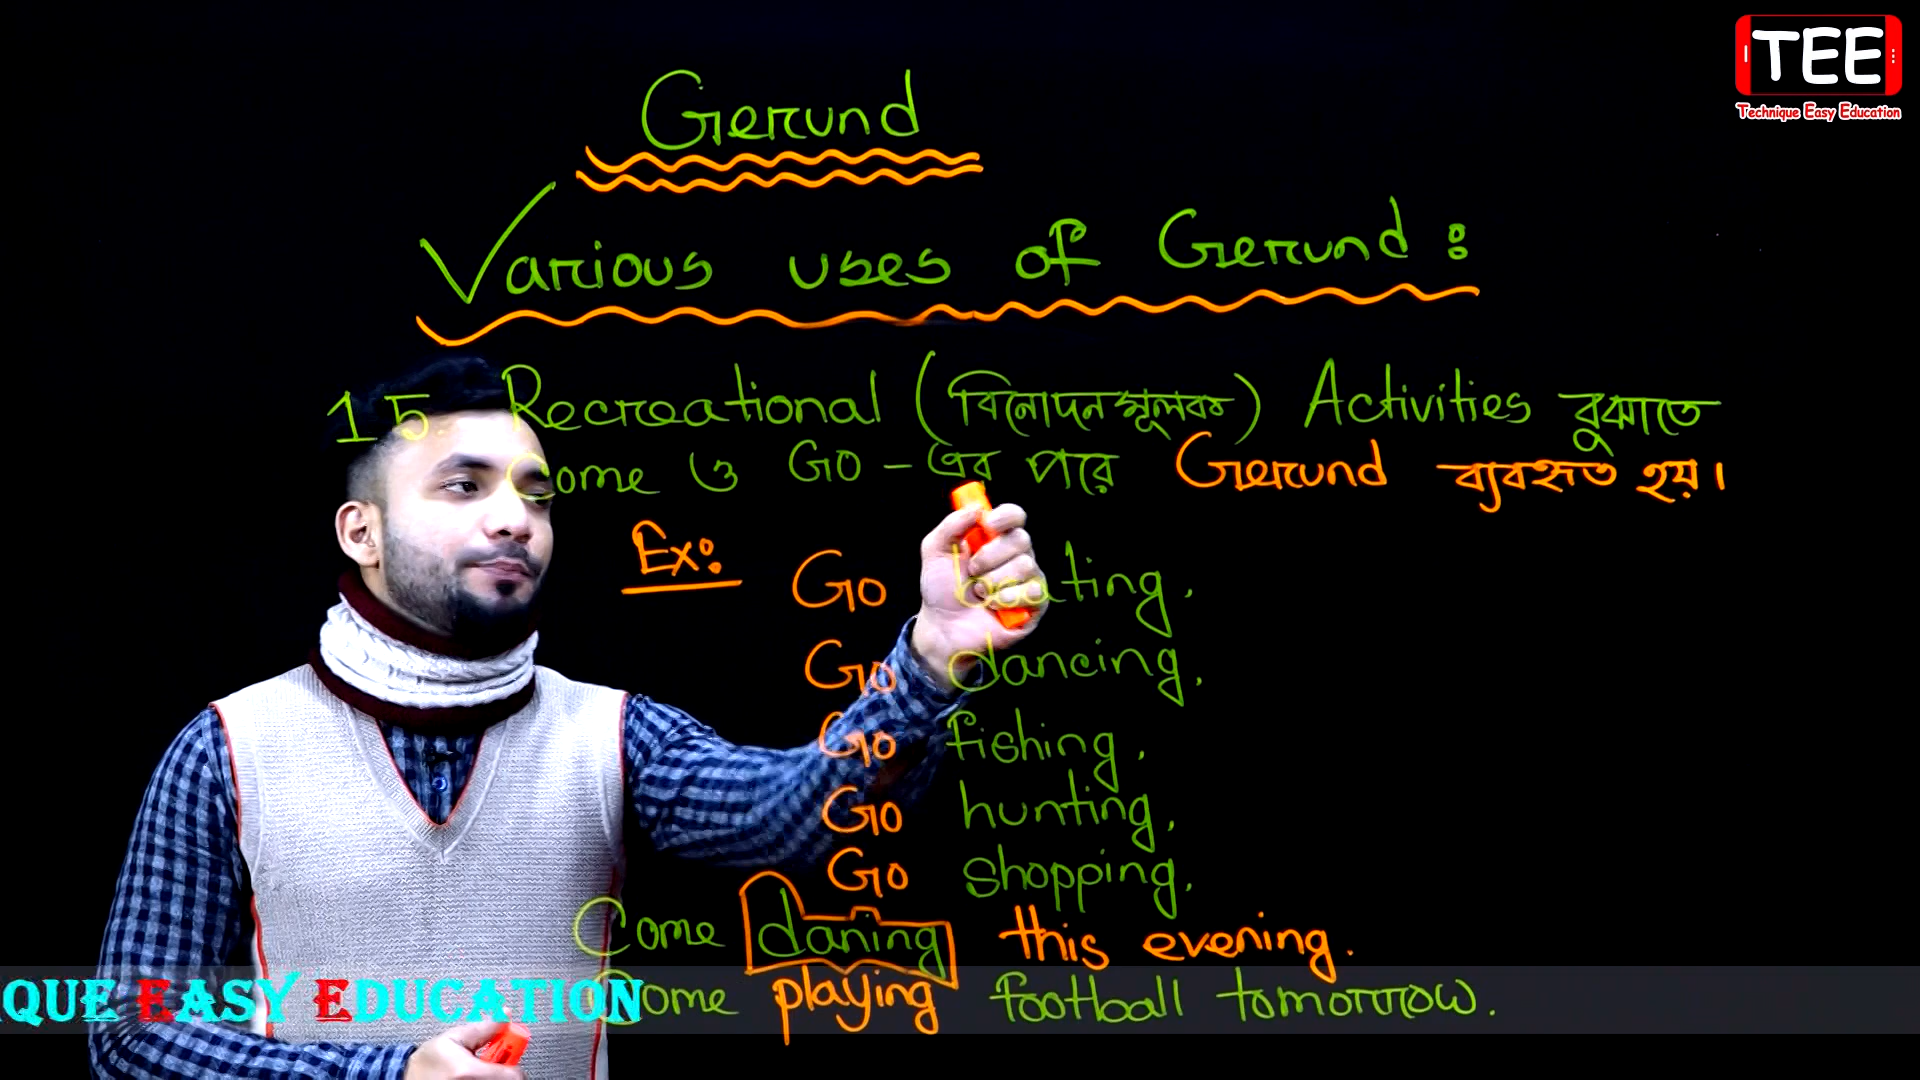 TEE
Technique Easy Education
Gerund
Various uses of Gerund :
15. Recreational (বিনোদনমূলক) Activities বুঝাতে
Come ও Go – এর পরে Gerund ব্যবহৃত হয়।
Ex:
Go boating,
Go dancing,
Go fishing,
Go hunting,
Go shopping,
Come daning this evening.
Come playing football tomorrow.
QUE EASY EDUCATION